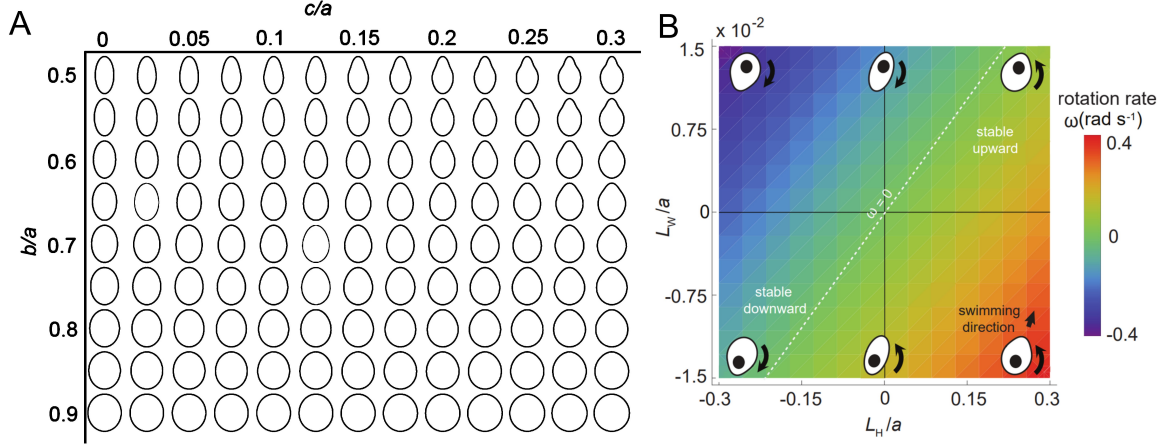 A
c/a
0 0.05 0.1 0.15 0.2 0.25 0.3
b/a
0.5
0.6
0.7
0.8
0.9
B
x 10⁻²
1.5
0.75
0
-0.75
-1.5
L_W/a
stable
upward
ω = 0
stable
downward
swimming
direction
-0.3 -0.15 0 0.15 0.3
L_H/a
rotation rate
ω(rad s⁻¹)
0.4
0
-0.4